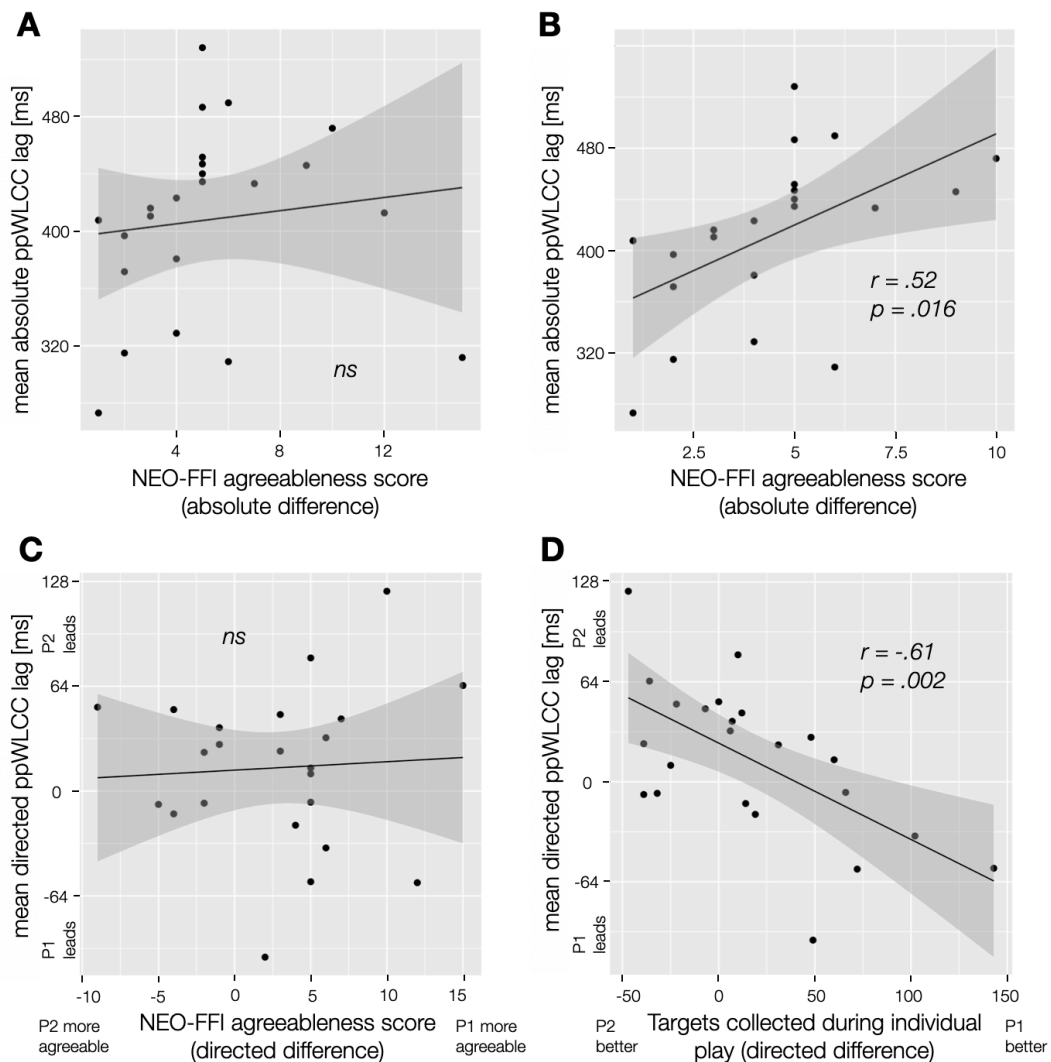 A
mean absolute ppWLCC lag [ms]
480
400
320
ns
4
8
12
NEO-FFI agreeableness score
(absolute difference)
B
mean absolute ppWLCC lag [ms]
480
400
320
r = .52
p = .016
2.5
5
7.5
10
NEO-FFI agreeableness score
(absolute difference)
C
mean directed ppWLCC lag [ms]
P2
leads
P1
leads
128
64
0
-64
ns
-10
-5
0
5
10
15
P2 more
agreeable
NEO-FFI agreeableness score
(directed difference)
P1 more
agreeable
D
mean directed ppWLCC lag [ms]
P2
leads
P1
leads
128
64
0
-64
r = -.61
p = .002
-50
0
50
100
150
P2
better
Targets collected during individual
play (directed difference)
P1
better